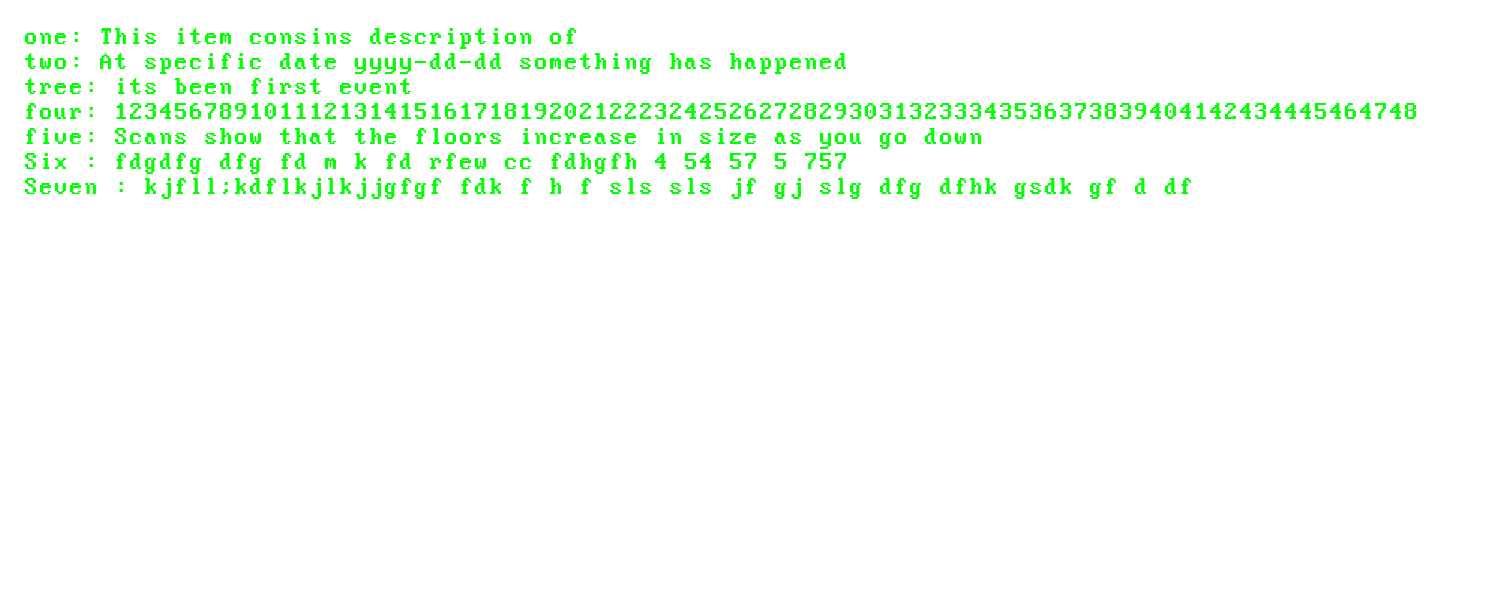 one: This item consins description of
two: At specific date yyyy-dd-dd something has happened
tree: its been first event
four: 123456789101112131415161718192021222324252627282930313233343536373839404142434445464748
five: Scans show that the floors increase in size as you go down
Six : fdgdfg dfg fd m k fd rfew cc fdhgfh 4 54 57 5 757
Seven : kjfll;kdflkjlkjjgfgf fdk f h f sls sls jf gj slg dfg dfhk gsdk gf d df